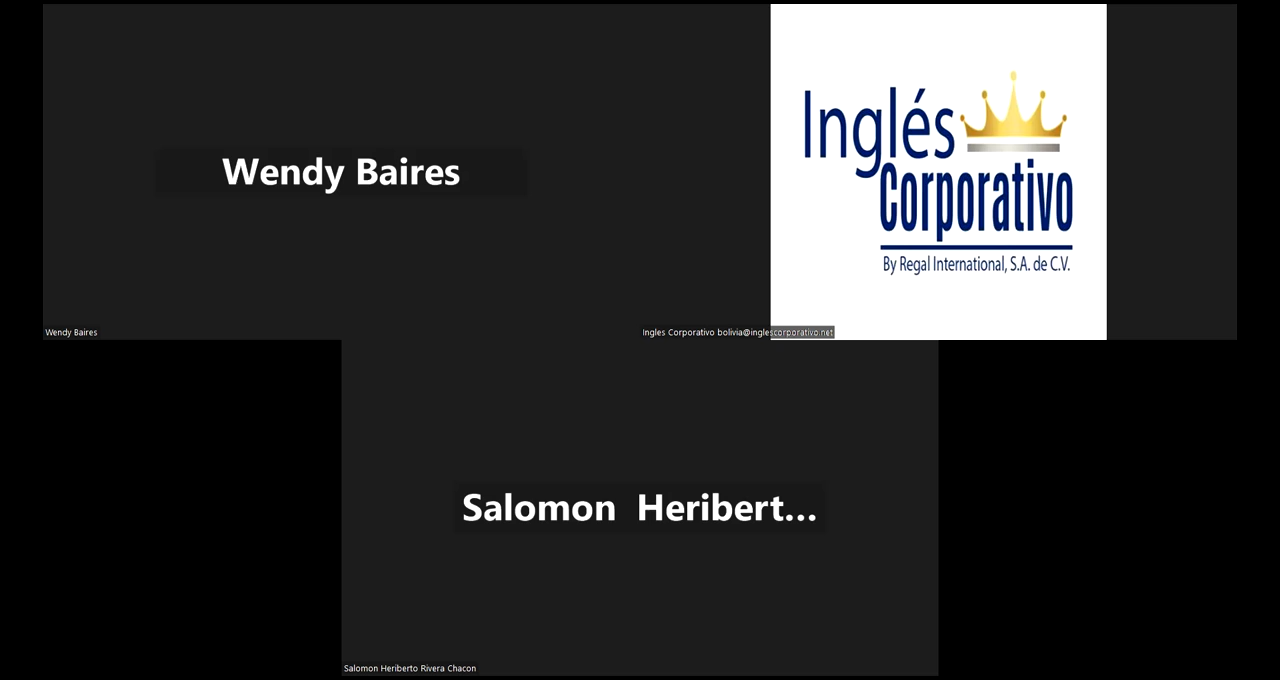 Wendy Baires
Wendy Baires
Inglés
Corporativo
By Regal International, S.A. de C.V.
Ingles Corporativo bolivia@inglescorporativo.net
Salomon Heribert...
Salomon Heriberto Rivera Chacon